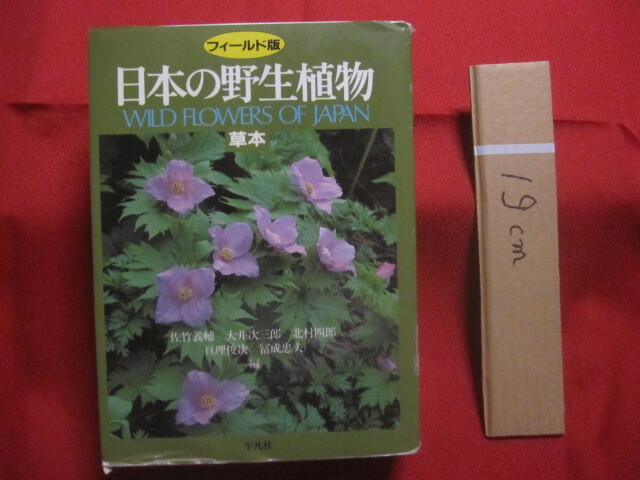 フィールド版
日本の野生植物
WILD FLOWERS OF JAPAN
草本
佐竹義輔 大井次三郎 北村四郎
亘理俊次 冨成忠夫
編
平凡社
19cm